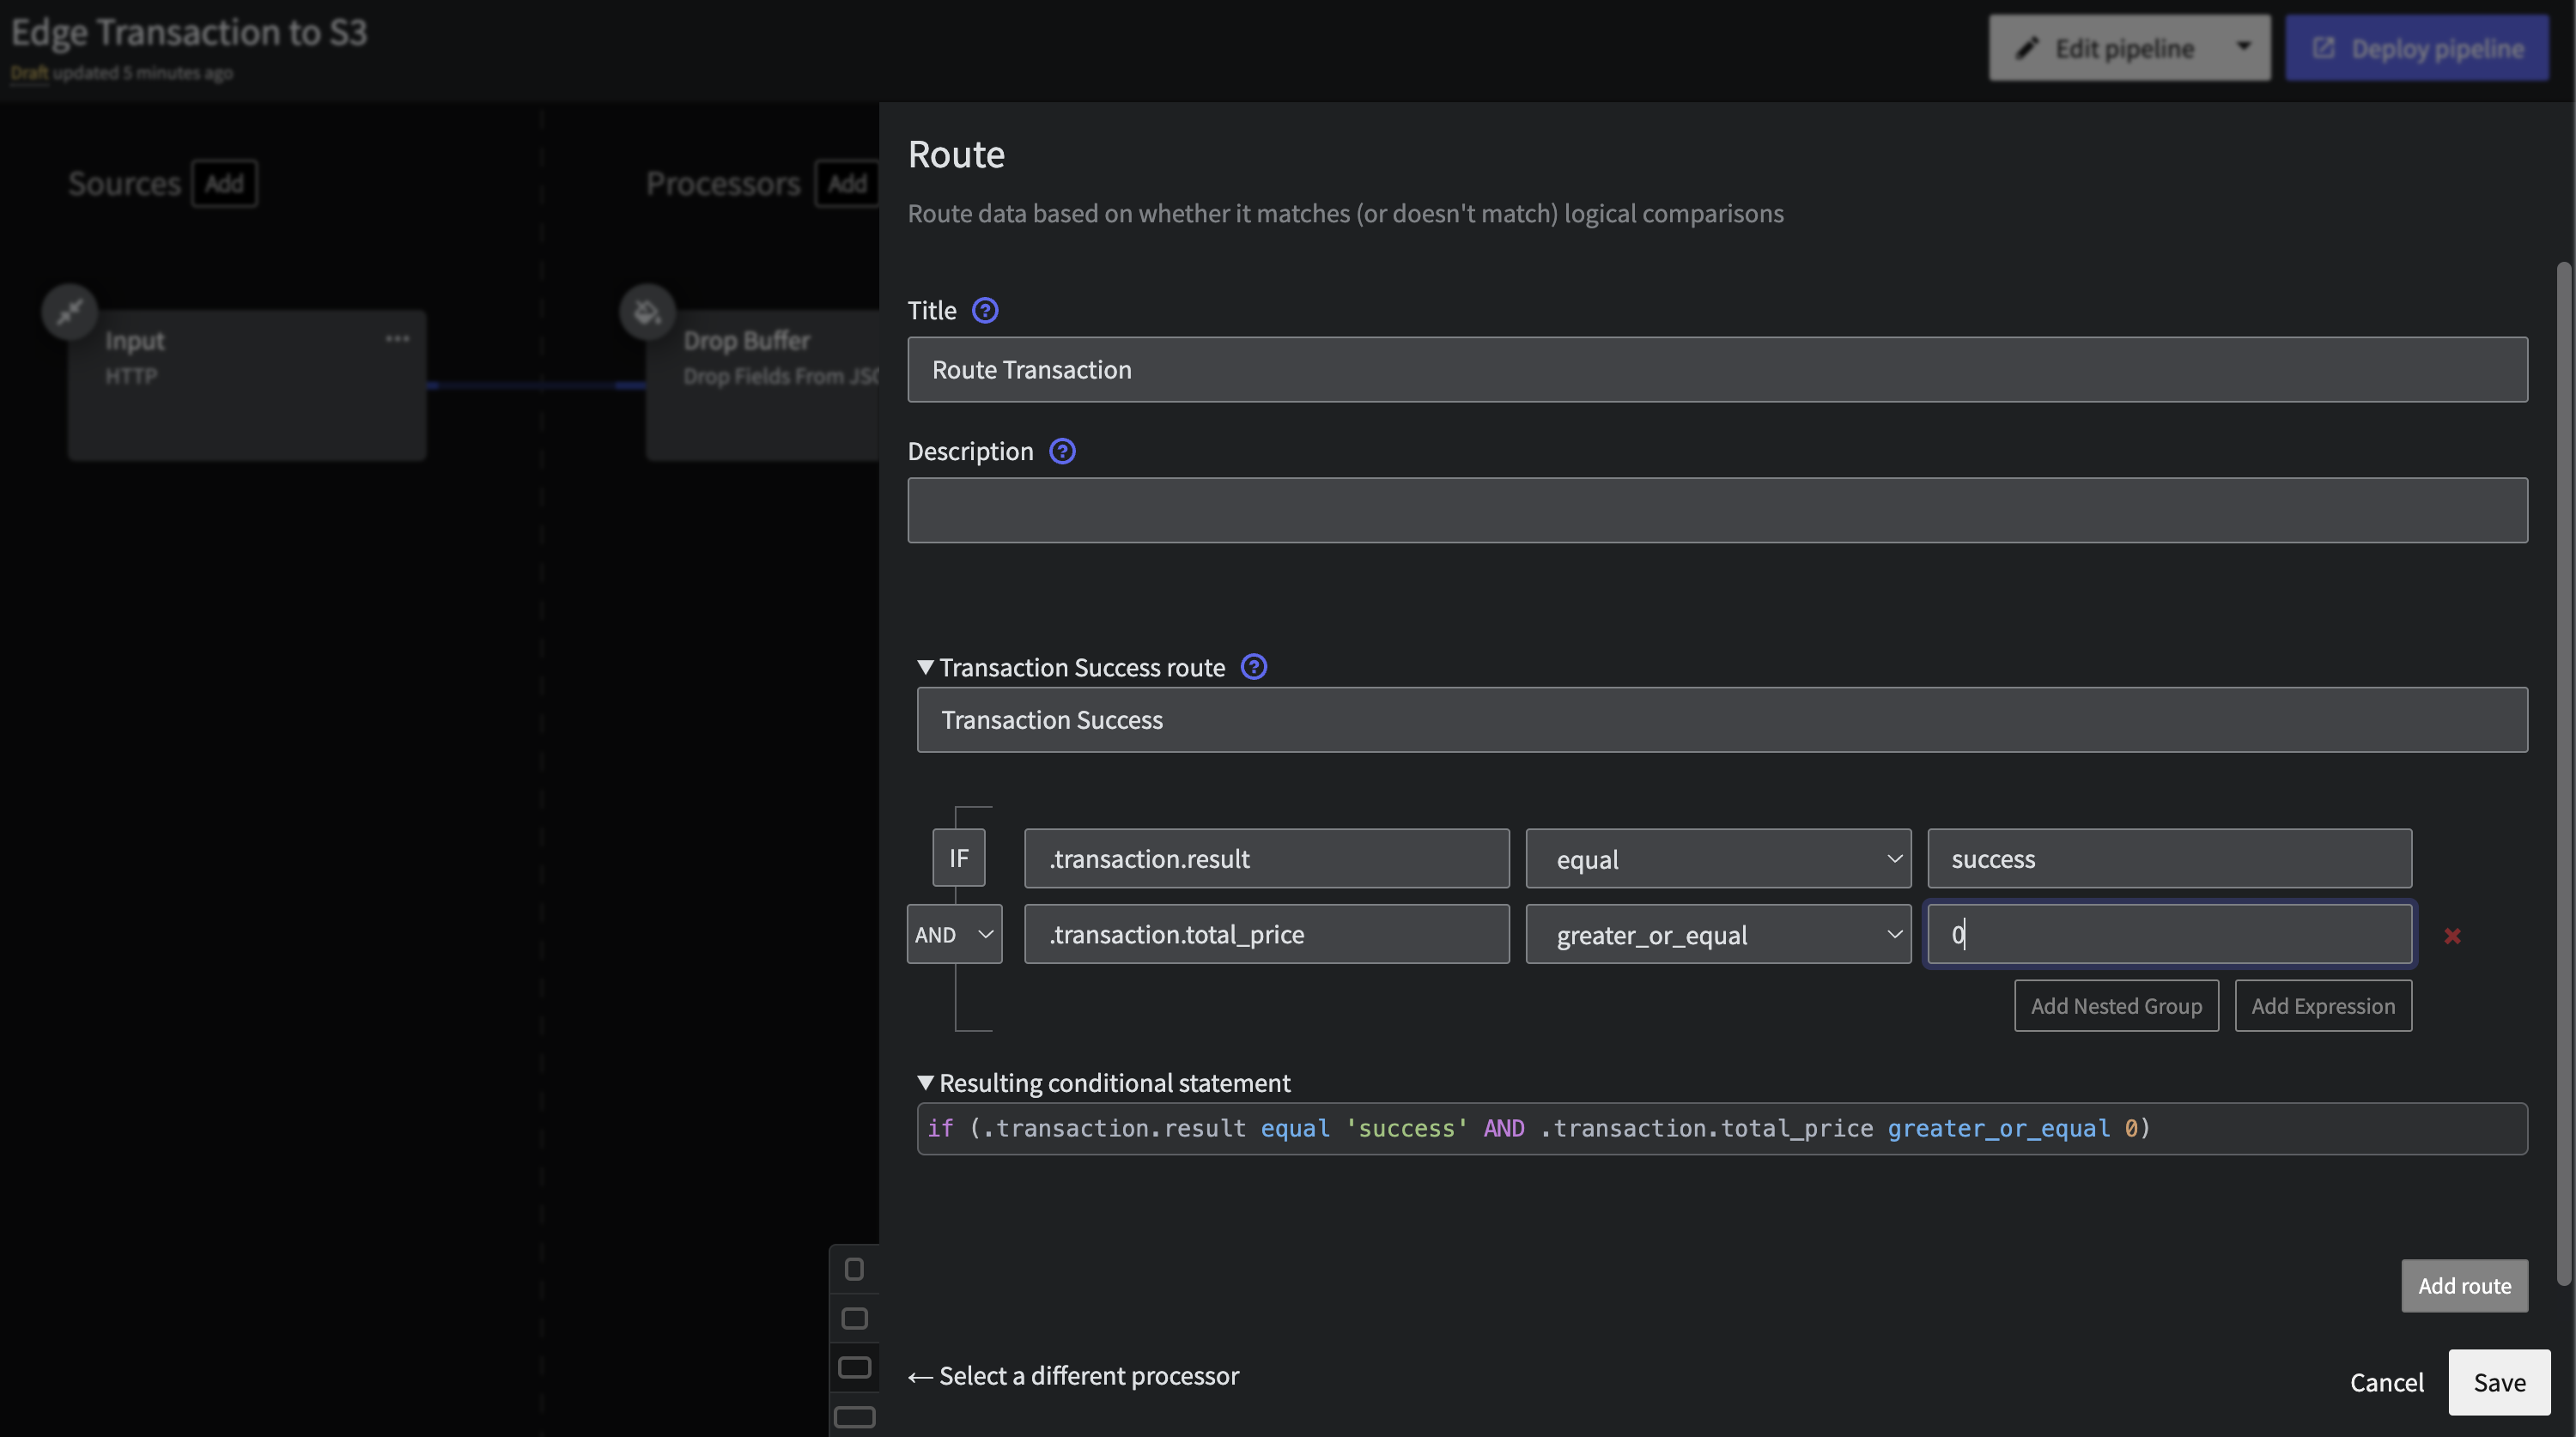 Edge Transaction to S3
Draft updated 5 minutes ago
Edit pipeline
Deploy pipeline
Sources
Add
Processors
Add
Input
HTTP
Drop Buffer
Drop Fields From
Route
Route data based on whether it matches (or doesn't match) logical comparisons
Title ?
Route Transaction
Description ?
▼ Transaction Success route ?
Transaction Success
IF
.transaction.result
equal
success
AND
.transaction.total_price
greater_or_equal
0
Add Nested Group
Add Expression
▼ Resulting conditional statement
if (.transaction.result equal 'success' AND .transaction.total_price greater_or_equal 0)
Add route
← Select a different processor
Cancel
Save